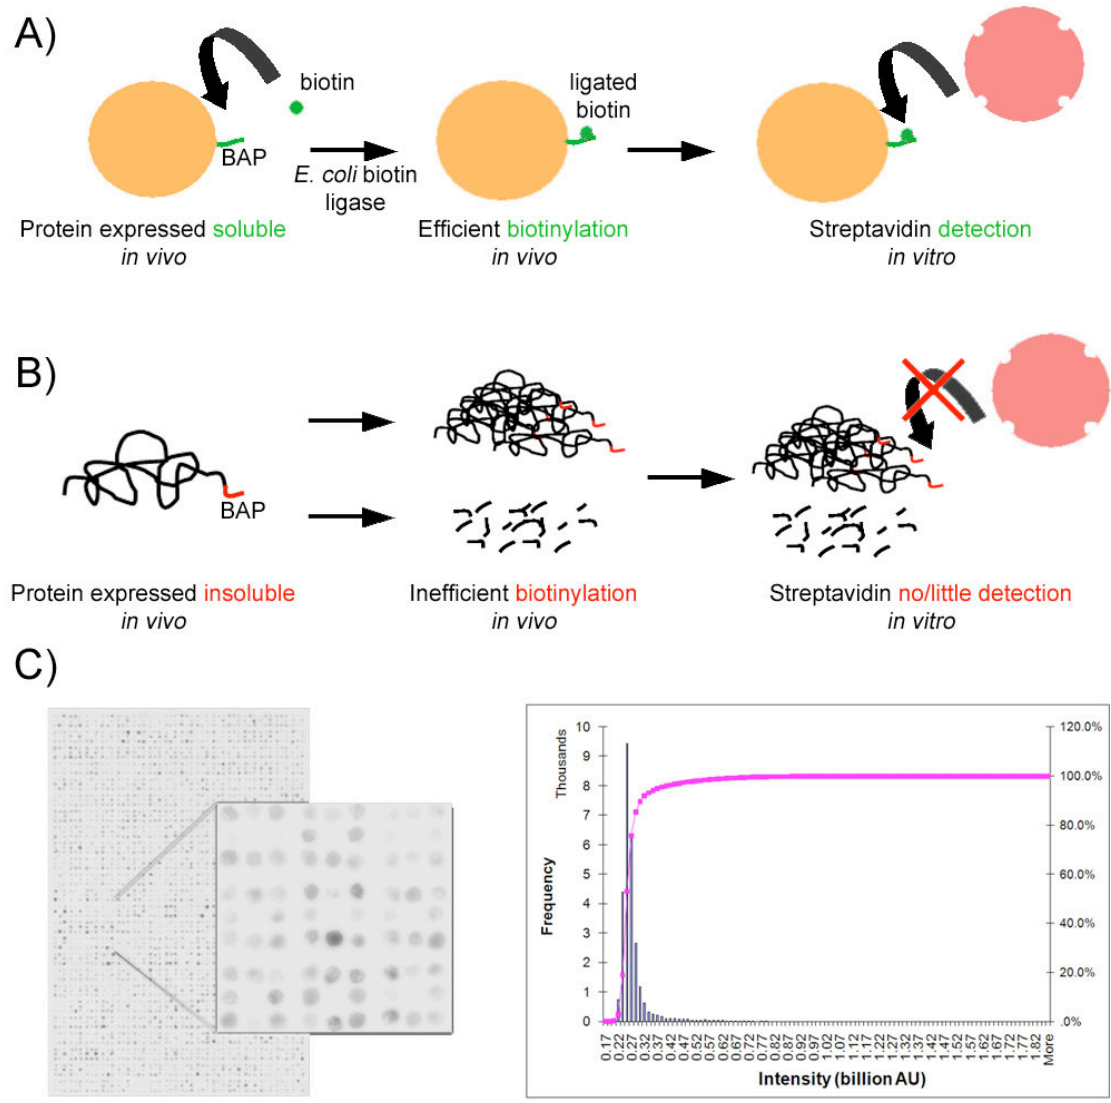 A)
biotin
ligated
biotin
BAP
E. coli biotin
ligase
Protein expressed soluble
in vivo
Efficient biotinylation
in vivo
Streptavidin detection
in vitro
B)
BAP
Protein expressed insoluble
in vivo
Inefficient biotinylation
in vivo
Streptavidin no/little detection
in vitro
C)
Thousands
Frequency
10
9
8
7
6
5
4
3
2
1
0
120.0%
100.0%
80.0%
60.0%
40.0%
20.0%
.0%
0.17
0.22
0.27
0.32
0.37
0.42
0.47
0.52
0.57
0.62
0.67
0.72
0.77
0.82
0.87
0.92
0.97
1.02
1.07
1.12
1.17
1.22
1.27
1.32
1.37
1.42
1.47
1.52
1.57
1.62
1.67
1.72
1.77
1.82
More
Intensity (billion AU)